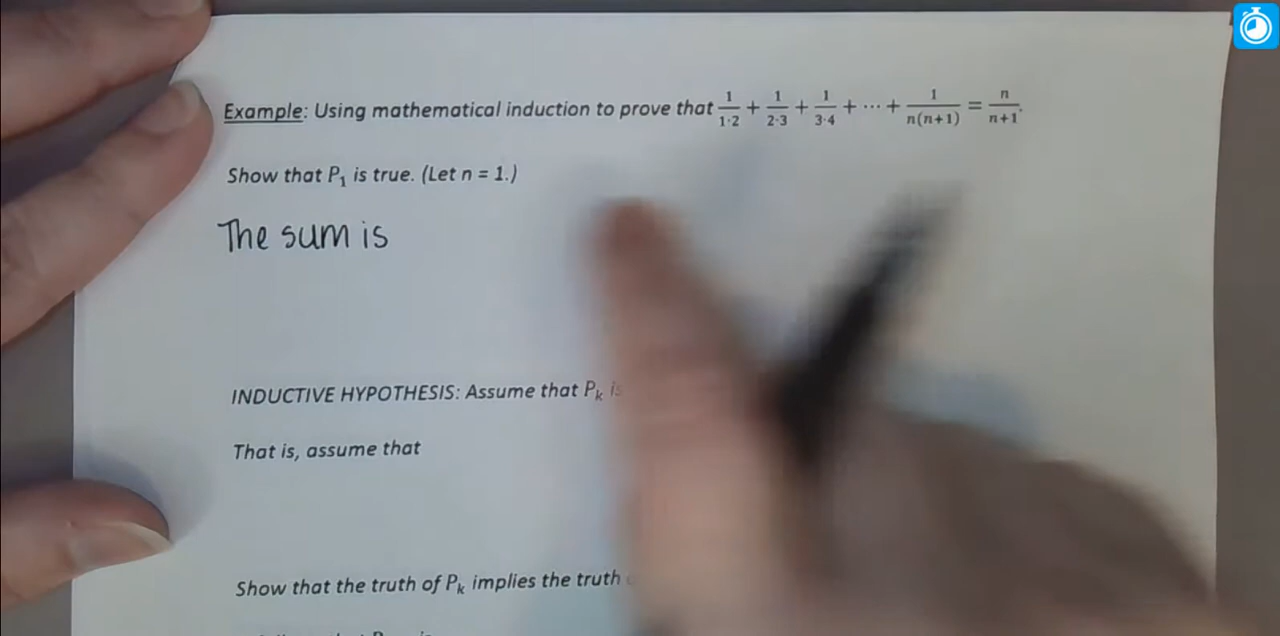 Example: Using mathematical induction to prove that 1/1·2 + 1/2·3 + 1/3·4 + ··· + 1/n(n+1) = n/n+1.
Show that P₁ is true. (Let n = 1.)
The sum is
INDUCTIVE HYPOTHESIS: Assume that Pₖ is
That is, assume that
Show that the truth of Pₖ implies the truth